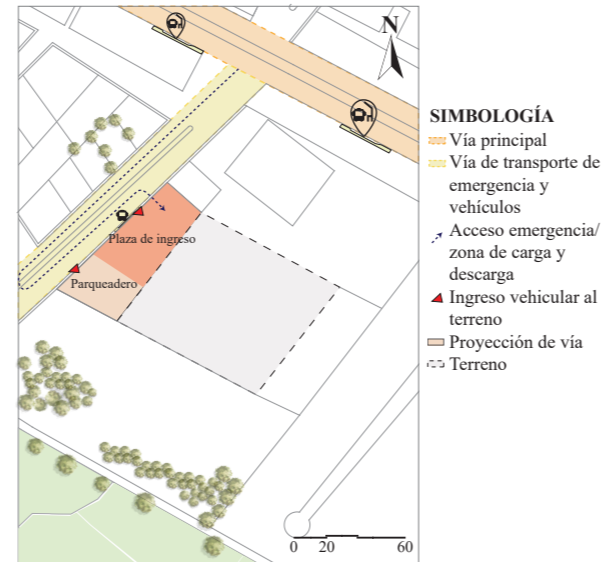 N
Plaza de ingreso
Parqueadero
0 20 60
SIMBOLOGÍA
Vía principal
Vía de transporte de
emergencia y
vehículos
Acceso emergencia/
zona de carga y
descarga
Ingreso vehicular al
terreno
Proyección de vía
Terreno